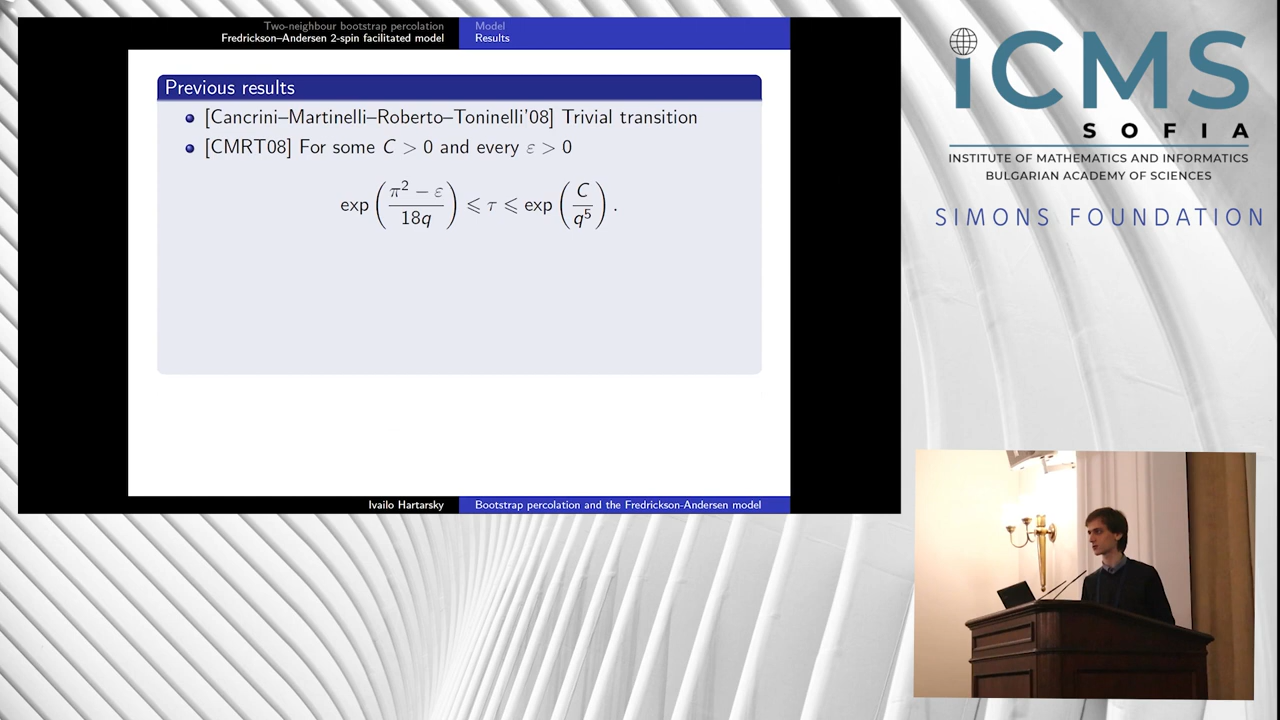 Two-neighbour bootstrap percolation
Fredrickson–Andersen 2-spin facilitated model
Model
Results
Previous results
[Cancrini–Martinelli–Roberto–Toninelli'08] Trivial transition
[CMRT08] For some C > 0 and every ε > 0
exp(π² − ε / 18q) ⩽ τ ⩽ exp(C / q⁵).
Ivailo Hartarsky
Bootstrap percolation and the Fredrickson-Andersen model
iCMS
SOFIA
INSTITUTE OF MATHEMATICS AND INFORMATICS
BULGARIAN ACADEMY OF SCIENCES
SIMONS FOUNDATION